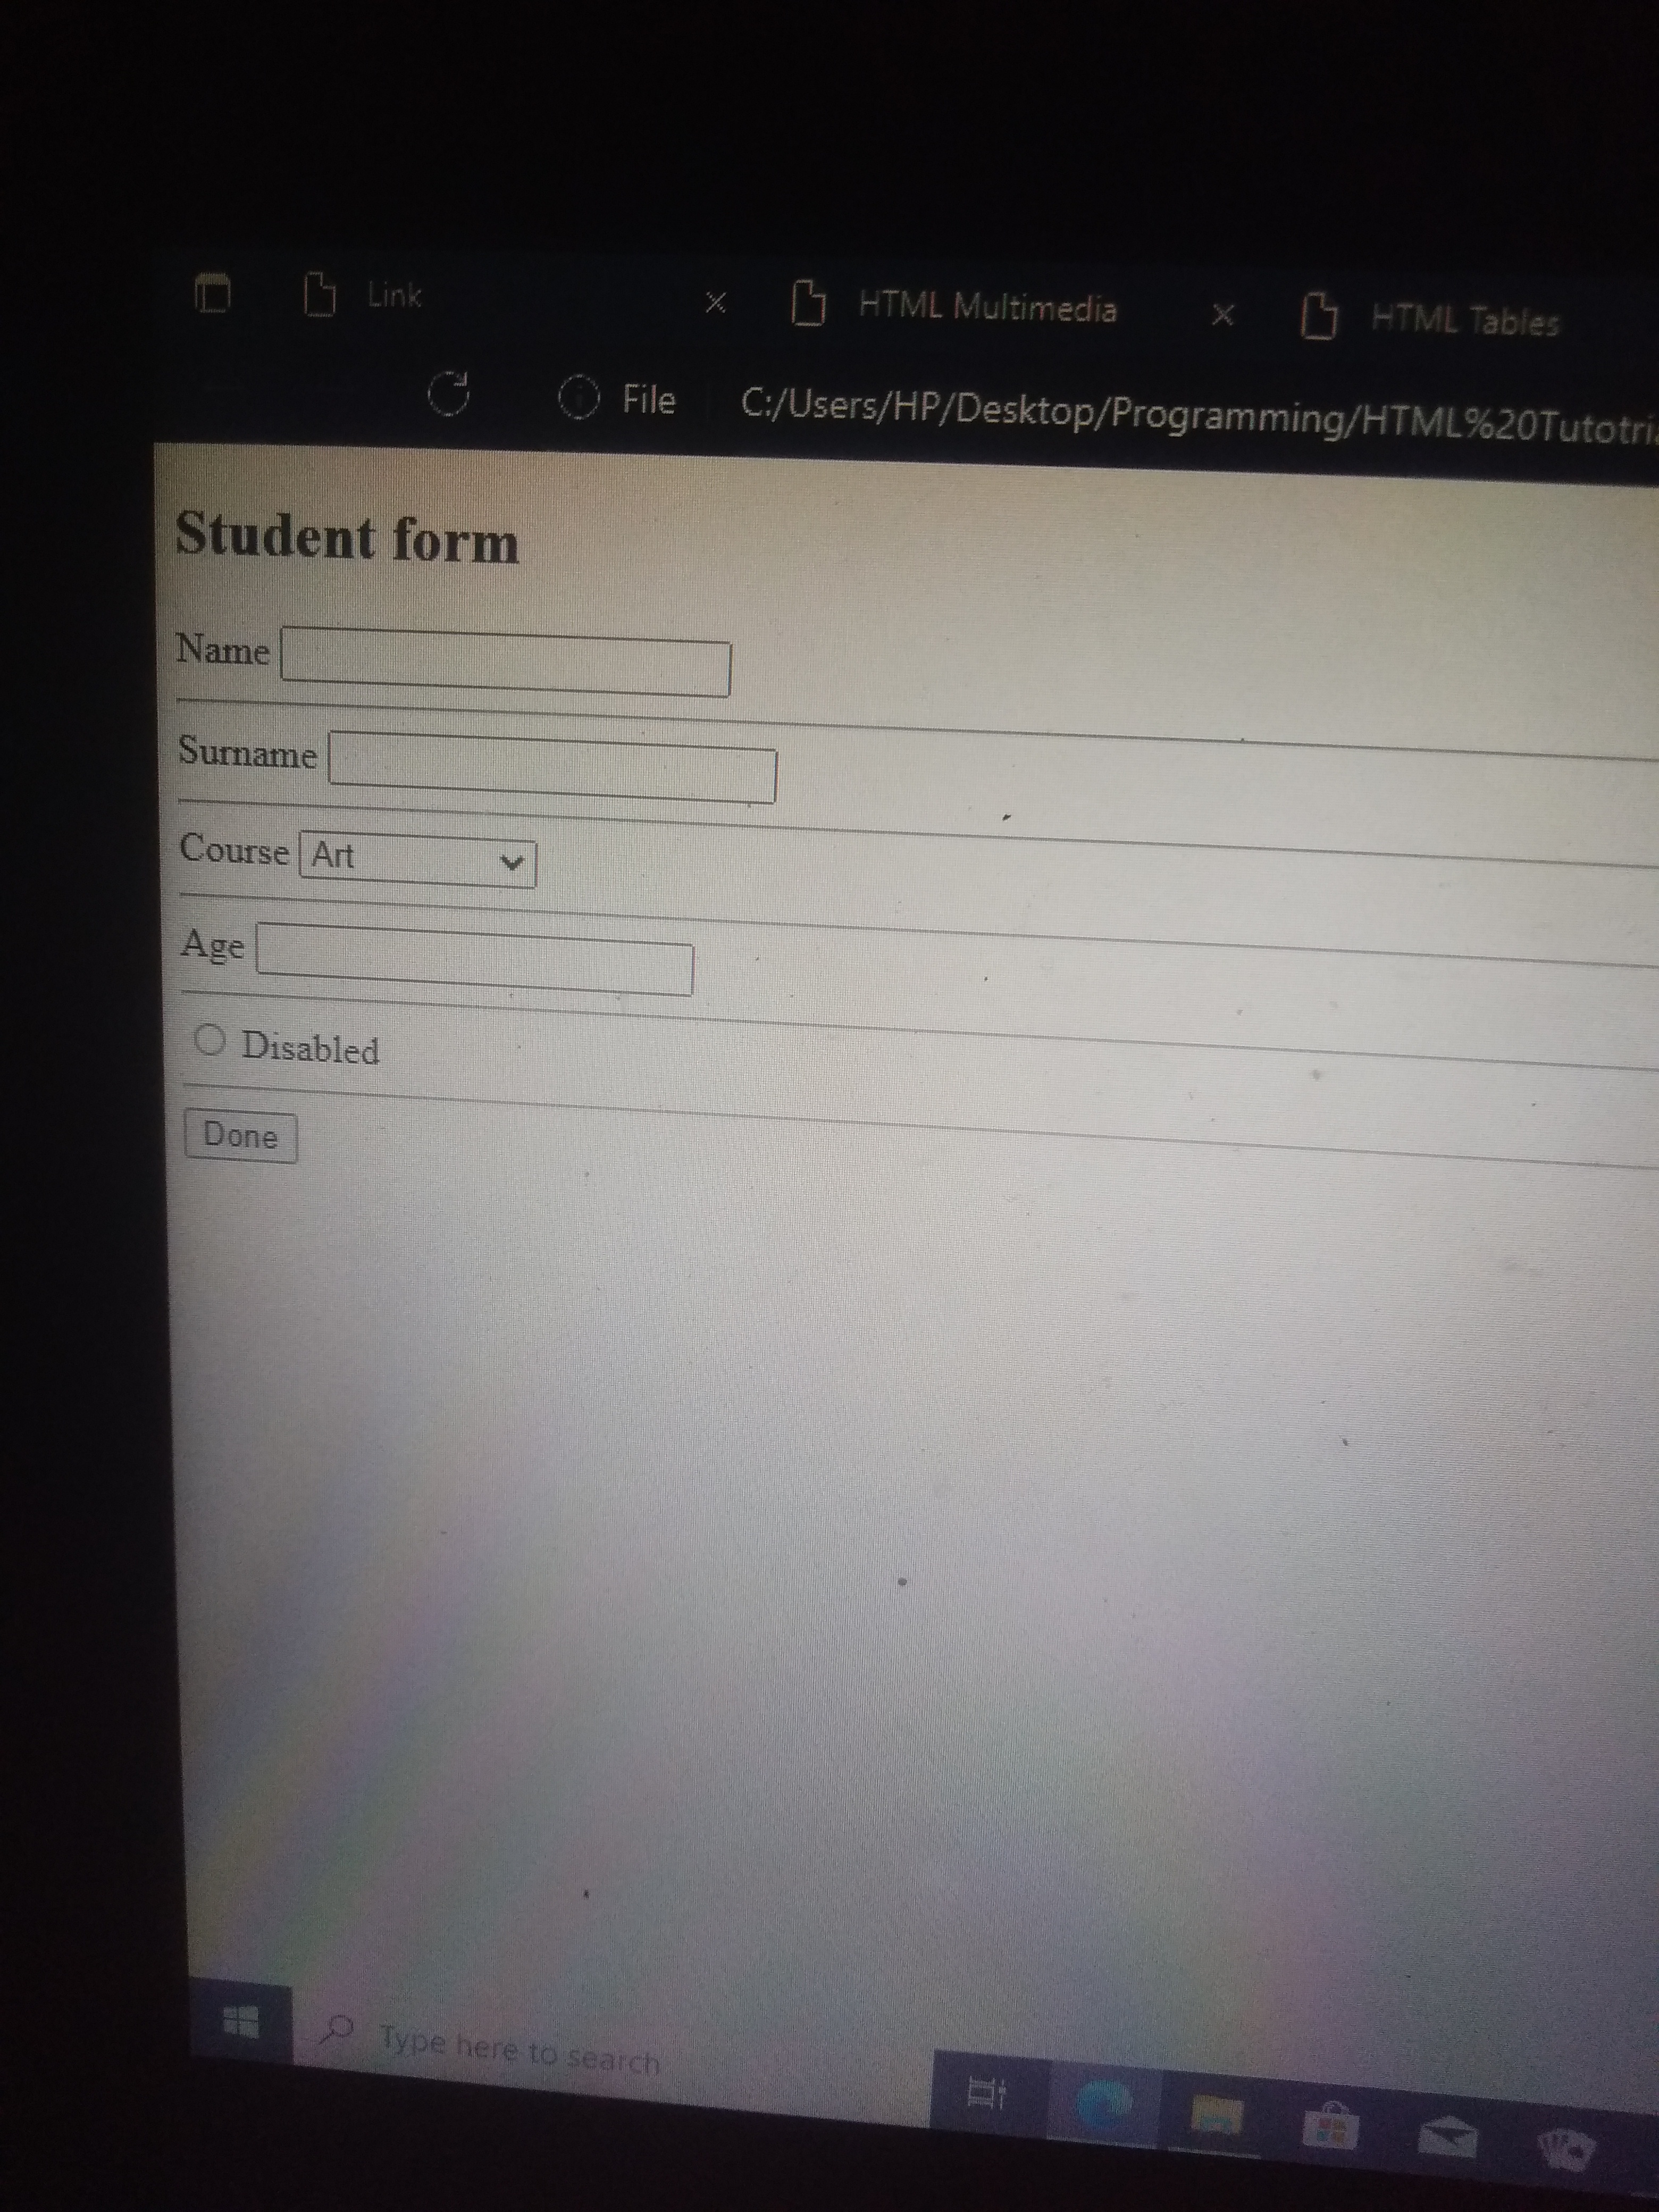 Link
HTML Multimedia
HTML Tables
File C:/Users/HP/Desktop/Programming/HTML%20Tutotri
Student form
Name
Surname
Course Art
Age
Disabled
Done
Type here to search